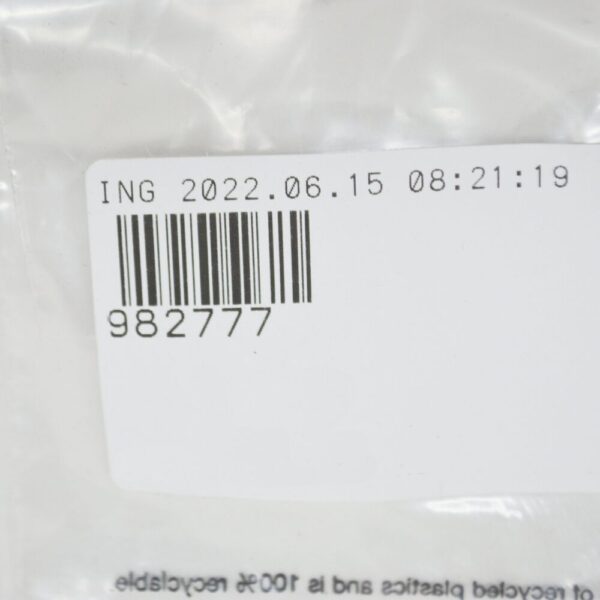 ING 2022.06.15 08:21:19
982777
of recycled plastics and is 100% recyclable